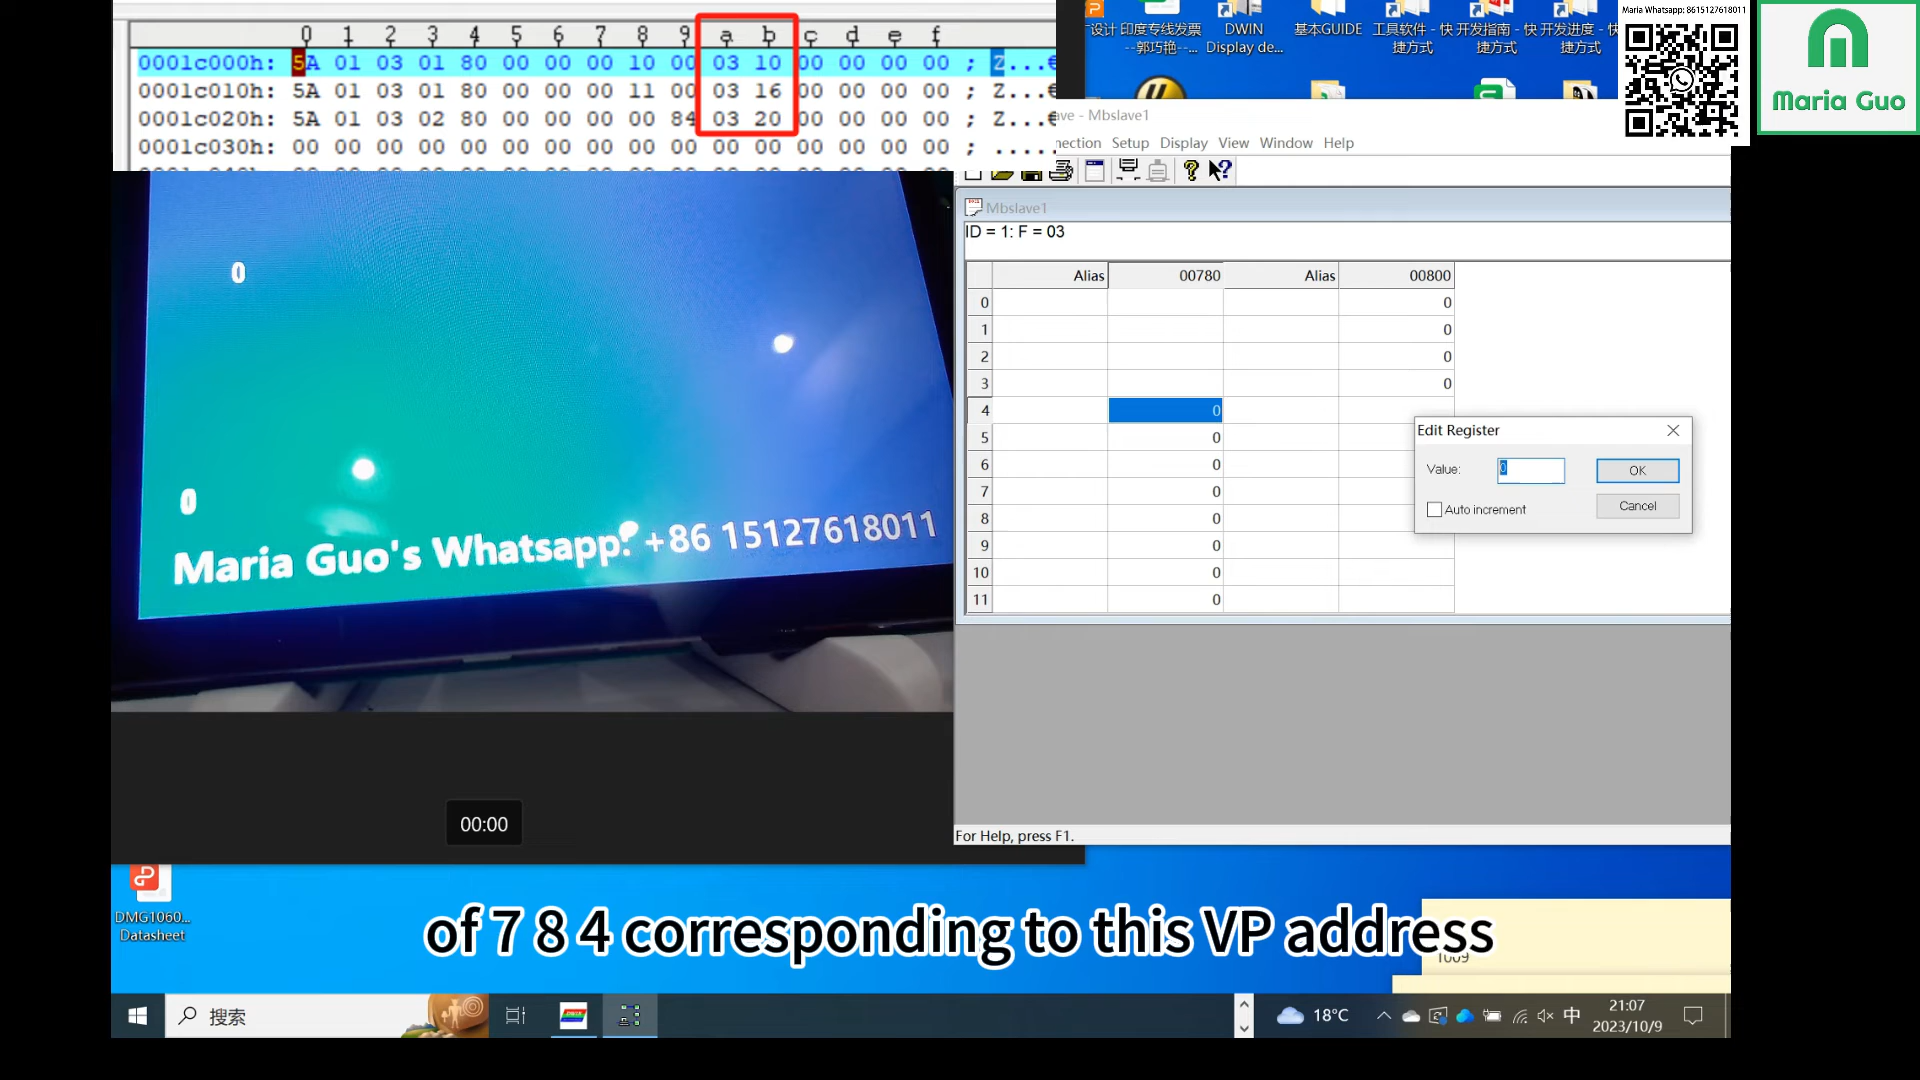 0 1 2 3 4 5 6 7 8 9 a b c d e f
0001c000h: 5A 01 03 01 80 00 00 00 10 00 03 10 00 00 00 00 ; Z...€
0001c010h: 5A 01 03 01 80 00 00 00 11 00 03 16 00 00 00 00 ; Z...€
0001c020h: 5A 01 03 02 80 00 00 00 00 84 03 20 00 00 00 00 ; Z...€
0001c030h: 00 00 00 00 00 00 00 00 00 00 00 00 00 00 00 00 ; .....
设计 印度专线发票
--郭巧艳--...
DWIN
Display de...
基本GUIDE
工具软件 - 快
捷方式
开发指南 - 快
捷方式
开发进度 - 快
捷方式
Maria Whatsapp: 8615127618011
Maria Guo
ave - Mbslave1
nection Setup Display View Window Help
Mbslave1
ID = 1: F = 03
Alias 00780 Alias 00800
0 0
1 0
2 0
3 0
4 0
5 0
6 0
7 0
8 0
9 0
10 0
11 0
Edit Register
Value: 0
OK
Auto increment
Cancel
For Help, press F1.
0
0
Maria Guo's Whatsapp: +86 15127618011
00:00
DMG1060...
Datasheet
of 7 8 4 corresponding to this VP address
1009
搜索
18°C
中
21:07
2023/10/9